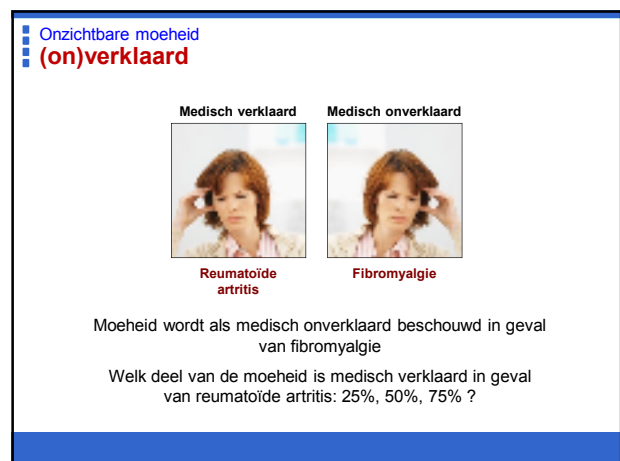 Onzichtbare moeheid
(on)verklaard
Medisch verklaard
Medisch onverklaard
Reumatoïde
artritis
Fibromyalgie
Moeheid wordt als medisch onverklaard beschouwd in geval
van fibromyalgie
Welk deel van de moeheid is medisch verklaard in geval
van reumatoïde artritis: 25%, 50%, 75% ?